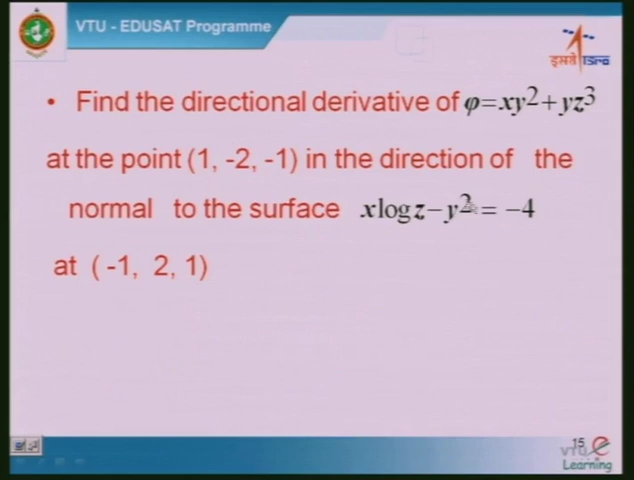 VTU - EDUSAT Programme
इसरो isro
• Find the directional derivative of φ=xy²+yz³
at the point (1, -2, -1) in the direction of the
normal to the surface xlogz−y²= −4
at ( -1, 2, 1)
15
VTU e
Learning